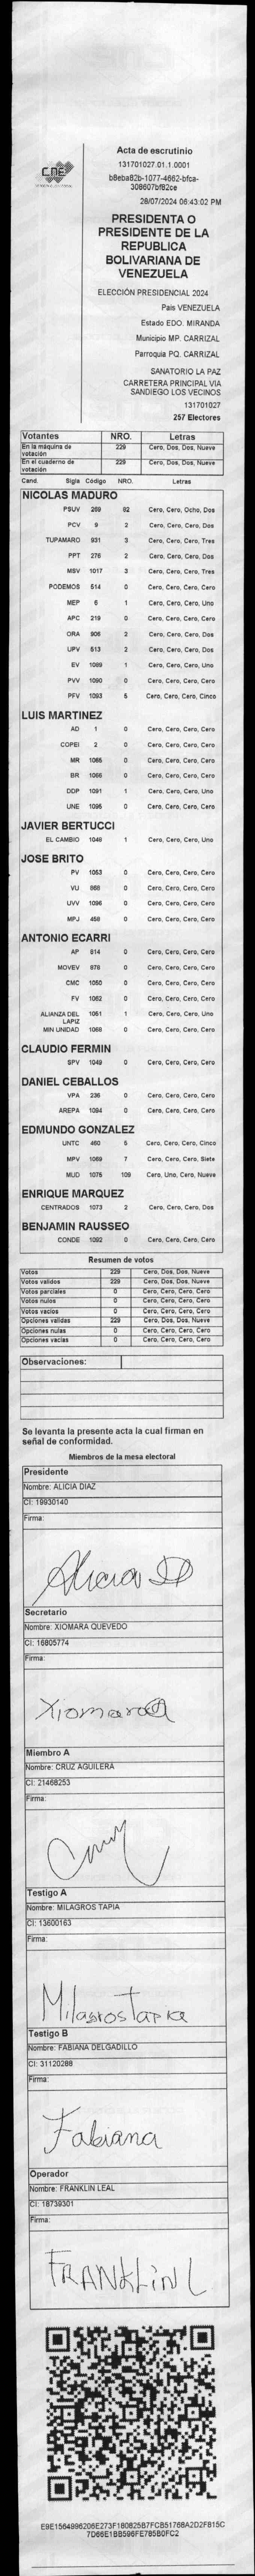 CNE
Acta de escrutinio
131701027.01.1.0001
b8eba82b-1077-4662-bfca-
308607bf82ce
28/07/2024 06:43:02 PM
PRESIDENTA O
PRESIDENTE DE LA
REPUBLICA
BOLIVARIANA DE
VENEZUELA
ELECCIÓN PRESIDENCIAL 2024
Pais VENEZUELA
Estado EDO. MIRANDA
Municipio MP. CARRIZAL
Parroquia PQ. CARRIZAL
SANATORIO LA PAZ
CARRETERA PRINCIPAL VIA
SANDIEGO LOS VECINOS
131701027
257 Electores
Votantes NRO. Letras
En la máquina de votación 229 Cero, Dos, Dos, Nueve
En el cuaderno de votación 229 Cero, Dos, Dos, Nueve
Cand. Sigla Código NRO. Letras
NICOLAS MADURO
PSUV 269 82 Cero, Cero, Ocho, Dos
PCV 9 2 Cero, Cero, Cero, Dos
TUPAMARO 931 3 Cero, Cero, Cero, Tres
PPT 276 2 Cero, Cero, Cero, Dos
MSV 1017 3 Cero, Cero, Cero, Tres
PODEMOS 514 0 Cero, Cero, Cero, Cero
MEP 6 1 Cero, Cero, Cero, Uno
APC 219 0 Cero, Cero, Cero, Cero
ORA 906 2 Cero, Cero, Cero, Dos
UPV 513 2 Cero, Cero, Cero, Dos
EV 1089 1 Cero, Cero, Cero, Uno
PVV 1090 0 Cero, Cero, Cero, Cero
PFV 1093 5 Cero, Cero, Cero, Cinco
LUIS MARTINEZ
AD 1 0 Cero, Cero, Cero, Cero
COPEI 2 0 Cero, Cero, Cero, Cero
MR 1065 0 Cero, Cero, Cero, Cero
BR 1066 0 Cero, Cero, Cero, Cero
DDP 1091 1 Cero, Cero, Cero, Uno
UNE 1095 0 Cero, Cero, Cero, Cero
JAVIER BERTUCCI
EL CAMBIO 1048 1 Cero, Cero, Cero, Uno
JOSE BRITO
PV 1053 0 Cero, Cero, Cero, Cero
VU 868 0 Cero, Cero, Cero, Cero
UVV 1096 0 Cero, Cero, Cero, Cero
MPJ 458 0 Cero, Cero, Cero, Cero
ANTONIO ECARRI
AP 814 0 Cero, Cero, Cero, Cero
MOVEV 878 0 Cero, Cero, Cero, Cero
CMC 1050 0 Cero, Cero, Cero, Cero
FV 1062 0 Cero, Cero, Cero, Cero
ALIANZA DEL LAPIZ 1051 1 Cero, Cero, Cero, Uno
MIN UNIDAD 1068 0 Cero, Cero, Cero, Cero
CLAUDIO FERMIN
SPV 1049 0 Cero, Cero, Cero, Cero
DANIEL CEBALLOS
VPA 236 0 Cero, Cero, Cero, Cero
AREPA 1094 0 Cero, Cero, Cero, Cero
EDMUNDO GONZALEZ
UNTC 460 5 Cero, Cero, Cero, Cinco
MPV 1069 7 Cero, Cero, Cero, Siete
MUD 1075 109 Cero, Uno, Cero, Nueve
ENRIQUE MARQUEZ
CENTRADOS 1073 2 Cero, Cero, Cero, Dos
BENJAMIN RAUSSEO
CONDE 1092 0 Cero, Cero, Cero, Cero
Resumen de votos
Votos 229 Cero, Dos, Dos, Nueve
Votos validos 229 Cero, Dos, Dos, Nueve
Votos parciales 0 Cero, Cero, Cero, Cero
Votos nulos 0 Cero, Cero, Cero, Cero
Votos vacios 0 Cero, Cero, Cero, Cero
Opciones validas 229 Cero, Dos, Dos, Nueve
Opciones nulas 0 Cero, Cero, Cero, Cero
Opciones vacias 0 Cero, Cero, Cero, Cero
Observaciones:
Se levanta la presente acta la cual firman en
señal de conformidad.
Miembros de la mesa electoral
Presidente
Nombre: ALICIA DIAZ
CI: 19930140
Firma:
Alicia D
Secretario
Nombre: XIOMARA QUEVEDO
CI: 16805774
Firma:
Xiomara Q
Miembro A
Nombre: CRUZ AGUILERA
CI: 21468253
Firma:
Testigo A
Nombre: MILAGROS TAPIA
CI: 13600163
Firma:
Milagros Tapia
Testigo B
Nombre: FABIANA DELGADILLO
CI: 31120288
Firma:
Fabiana
Operador
Nombre: FRANKLIN LEAL
CI: 18739301
Firma:
FRANKLIN L
E9E1564996206E273F180825B7FCB51768A2D2F815C
7D66E1BB596FE785B0FC2